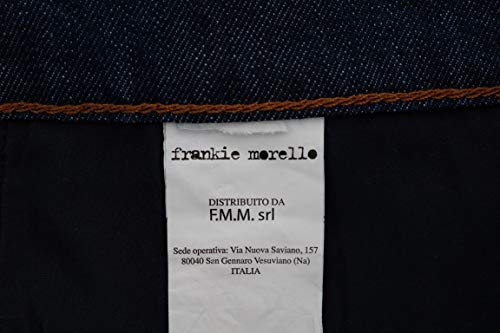 frankie morello
DISTRIBUITO DA
F.M.M. srl
Sede operativa: Via Nuova Saviano, 157
80040 San Gennaro Vesuviano (Na)
ITALIA